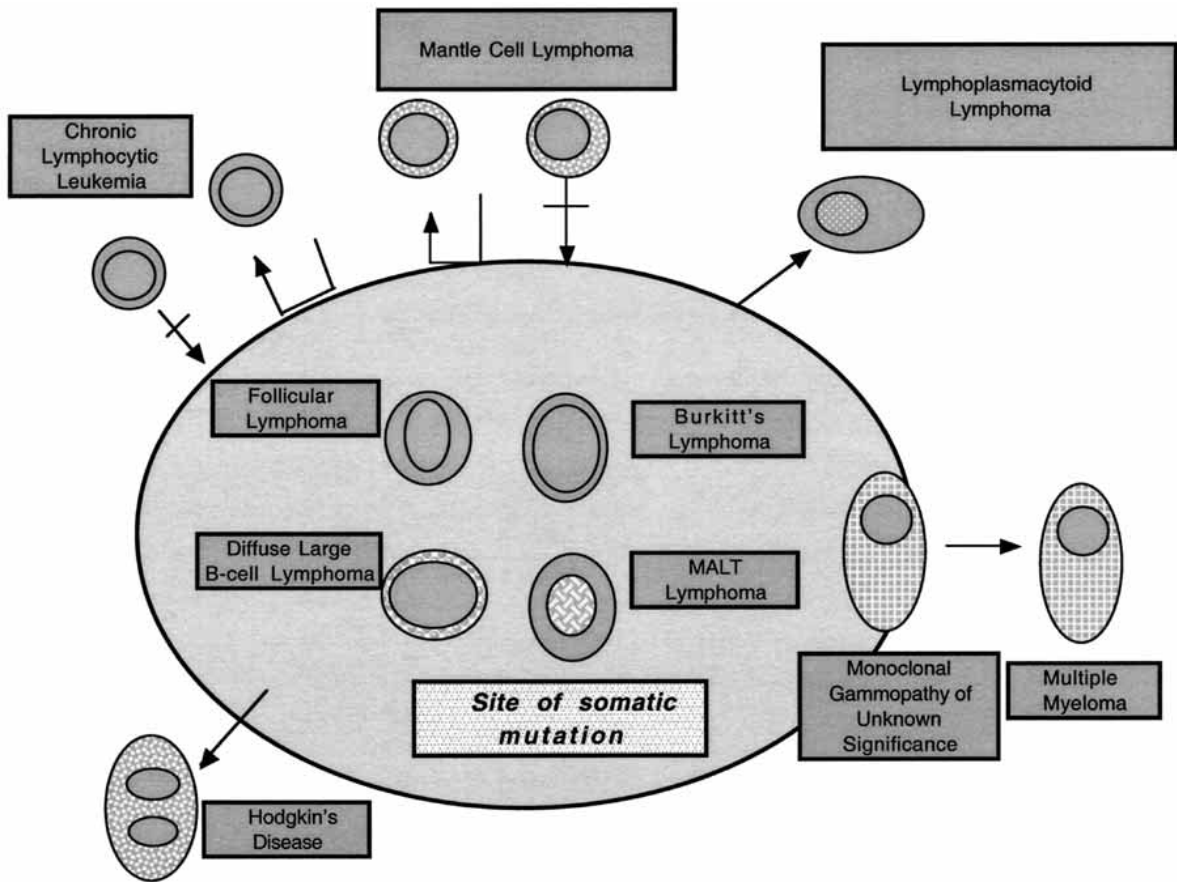 Mantle Cell Lymphoma
Lymphoplasmacytoid
Lymphoma
Chronic
Lymphocytic
Leukemia
Follicular
Lymphoma
Burkitt's
Lymphoma
Diffuse Large
B-cell Lymphoma
MALT
Lymphoma
Site of somatic
mutation
Monoclonal
Gammopathy of
Unknown
Significance
Multiple
Myeloma
Hodgkin's
Disease